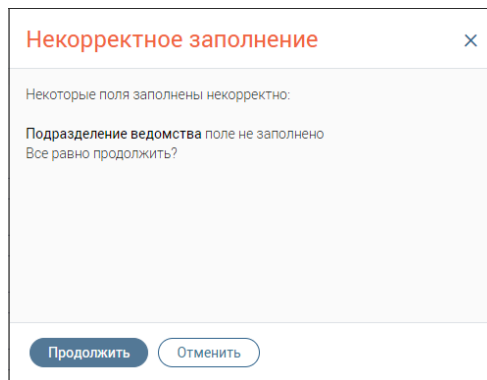 Некорректное заполнение
Некоторые поля заполнены некорректно:
Подразделение ведомства поле не заполнено
Все равно продолжить?
Продолжить
Отменить